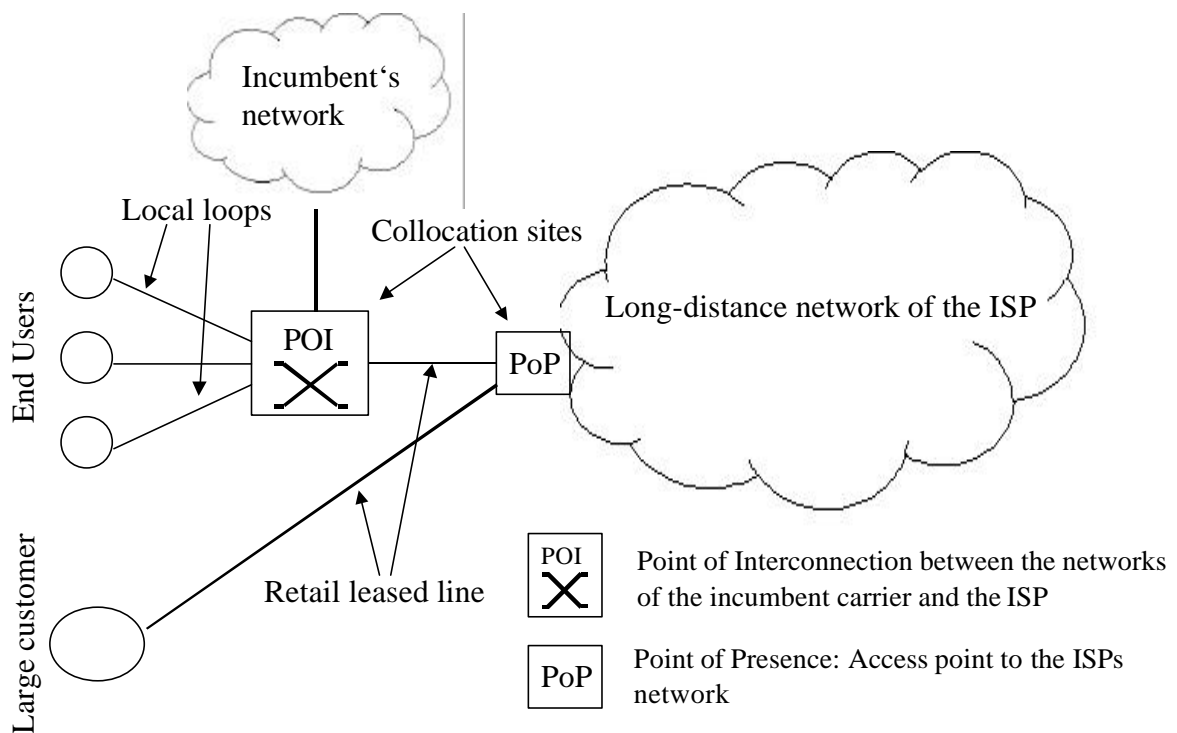 Incumbent‘s
network
Local loops
Collocation sites
End Users
POI
PoP
Long-distance network of the ISP
Large customer
Retail leased line
POI
Point of Interconnection between the networks
of the incumbent carrier and the ISP
PoP
Point of Presence: Access point to the ISPs
network